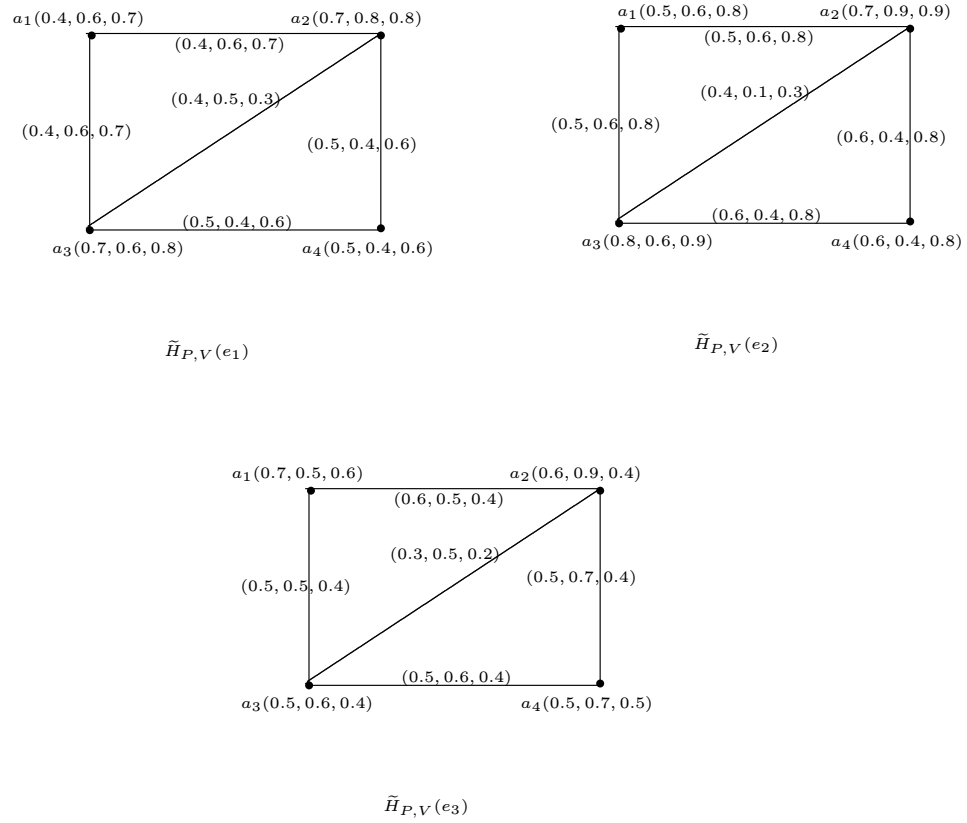 a₁(0.4, 0.6, 0.7)
a₂(0.7, 0.8, 0.8)
(0.4, 0.6, 0.7)
(0.4, 0.5, 0.3)
(0.4, 0.6, 0.7)
(0.5, 0.4, 0.6)
(0.5, 0.4, 0.6)
a₃(0.7, 0.6, 0.8)
a₄(0.5, 0.4, 0.6)
H̃_{P,V}(e₁)
a₁(0.5, 0.6, 0.8)
a₂(0.7, 0.9, 0.9)
(0.5, 0.6, 0.8)
(0.4, 0.1, 0.3)
(0.5, 0.6, 0.8)
(0.6, 0.4, 0.8)
(0.6, 0.4, 0.8)
a₃(0.8, 0.6, 0.9)
a₄(0.6, 0.4, 0.8)
H̃_{P,V}(e₂)
a₁(0.7, 0.5, 0.6)
a₂(0.6, 0.9, 0.4)
(0.6, 0.5, 0.4)
(0.3, 0.5, 0.2)
(0.5, 0.5, 0.4)
(0.5, 0.7, 0.4)
(0.5, 0.6, 0.4)
a₃(0.5, 0.6, 0.4)
a₄(0.5, 0.7, 0.5)
H̃_{P,V}(e₃)